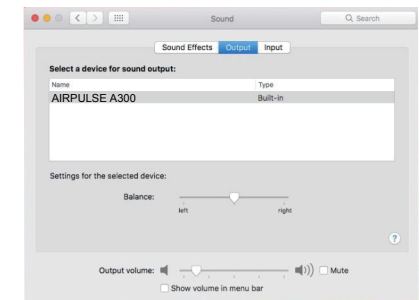 Sound
Search
Sound Effects Output Input
Select a device for sound output:
Name Type
AIRPULSE A300 Built-in
Settings for the selected device:
Balance:
left right
?
Output volume: Mute
Show volume in menu bar